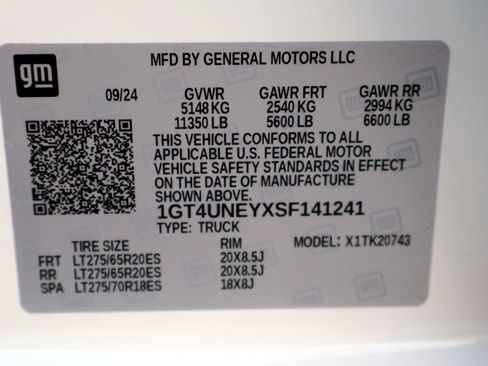 gm
MFD BY GENERAL MOTORS LLC
09/24 GVWR GAWR FRT GAWR RR
5148 KG 2540 KG 2994 KG
11350 LB 5600 LB 6600 LB
THIS VEHICLE CONFORMS TO ALL
APPLICABLE U.S. FEDERAL MOTOR
VEHICLE SAFETY STANDARDS IN EFFECT
ON THE DATE OF MANUFACTURE
SHOWN ABOVE.
1GT4UNEYXSF141241
TYPE: TRUCK
TIRE SIZE RIM MODEL: X1TK20743
FRT LT275/65R20ES 20X8.5J
RR LT275/65R20ES 20X8.5J
SPA LT275/70R18ES 18X8J